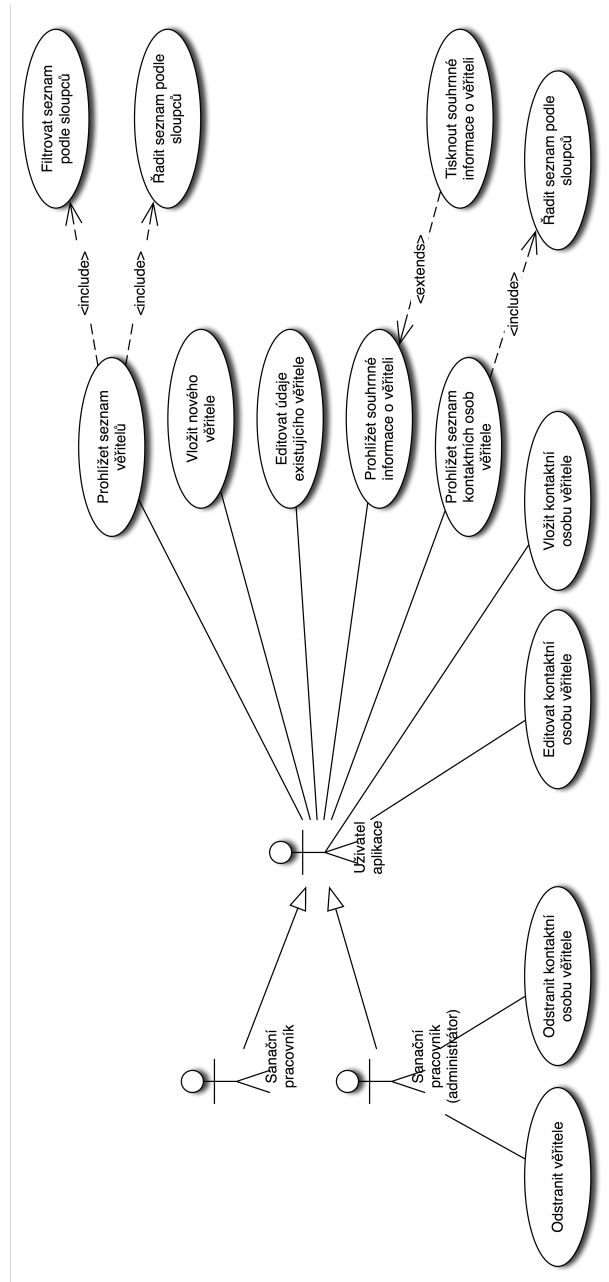 Filtrovat seznam
podle sloupců
Řadit seznam podle
sloupců
<include>
<include>
Prohlížet seznam
věřitelů
Vložit nového
věřitele
Editovat údaje
existujícího věřitele
Prohlížet souhrnné
informace o věřiteli
<extends>
Tisknout souhrnné
informace o věřiteli
Prohlížet seznam
kontaktních osob
věřitele
<include>
Řadit seznam podle
sloupců
Vložit kontaktní
osobu věřitele
Editovat kontaktní
osobu věřitele
Uživatel
aplikace
Sanační
pracovník
Sanační
pracovník
(administrátor)
Odstranit kontaktní
osobu věřitele
Odstranit věřitele